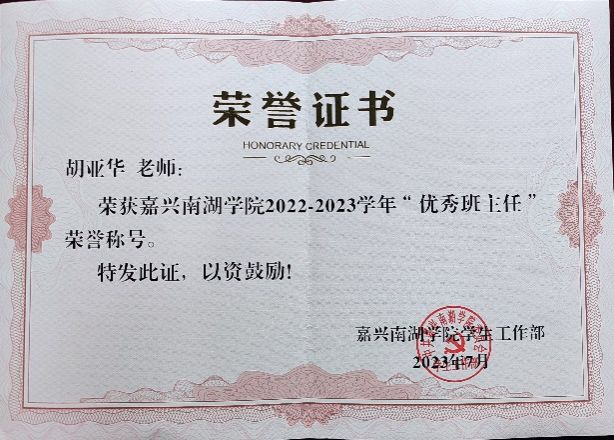 荣誉证书
HONORARY CREDENTIAL
胡亚华 老师：
荣获嘉兴南湖学院2022-2023学年“优秀班主任”
荣誉称号。
特发此证，以资鼓励！
嘉兴南湖学院学生工作部
2023年7月